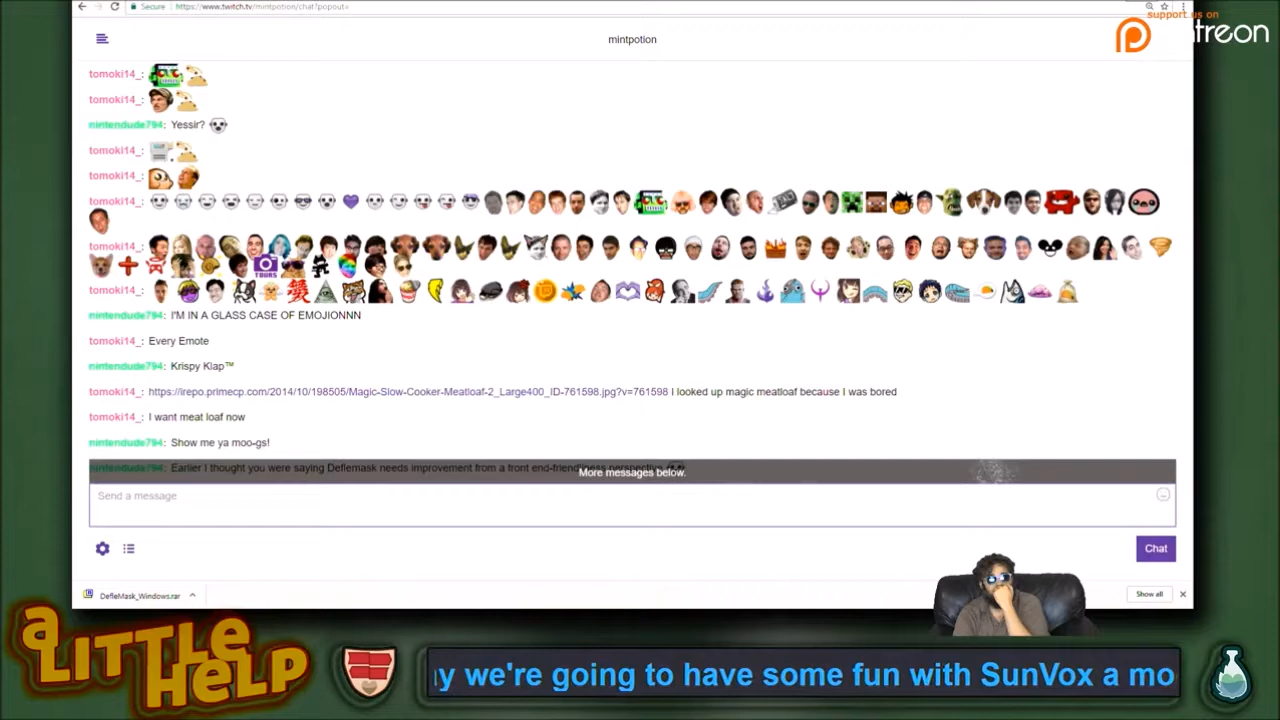 Secure
https://www.twitch.tv/mintpotion/chat?popout=
support us on
patreon
mintpotion
tomoki14_:
tomoki14_:
nintendude794: Yessir?
tomoki14_:
tomoki14_:
tomoki14_:
tomoki14_:
TOURS
tomoki14_:
nintendude794: I'M IN A GLASS CASE OF EMOJIONNN
tomoki14_: Every Emote
nintendude794: Krispy Klap™
tomoki14_: https://irepo.primecp.com/2014/10/198505/Magic-Slow-Cooker-Meatloaf-2_Large400_ID-761598.jpg?v=761598 I looked up magic meatloaf because I was bored
tomoki14_: I want meat loaf now
nintendude794: Show me ya moo-gs!
nintendude794: Earlier I thought you were saying Deflemask needs improvement from a front end-friendliness perspective
More messages below.
Send a message
Chat
DefleMask_Windows.rar
Show all
a LITTLE HELP
y we're going to have some fun with SunVox a mo